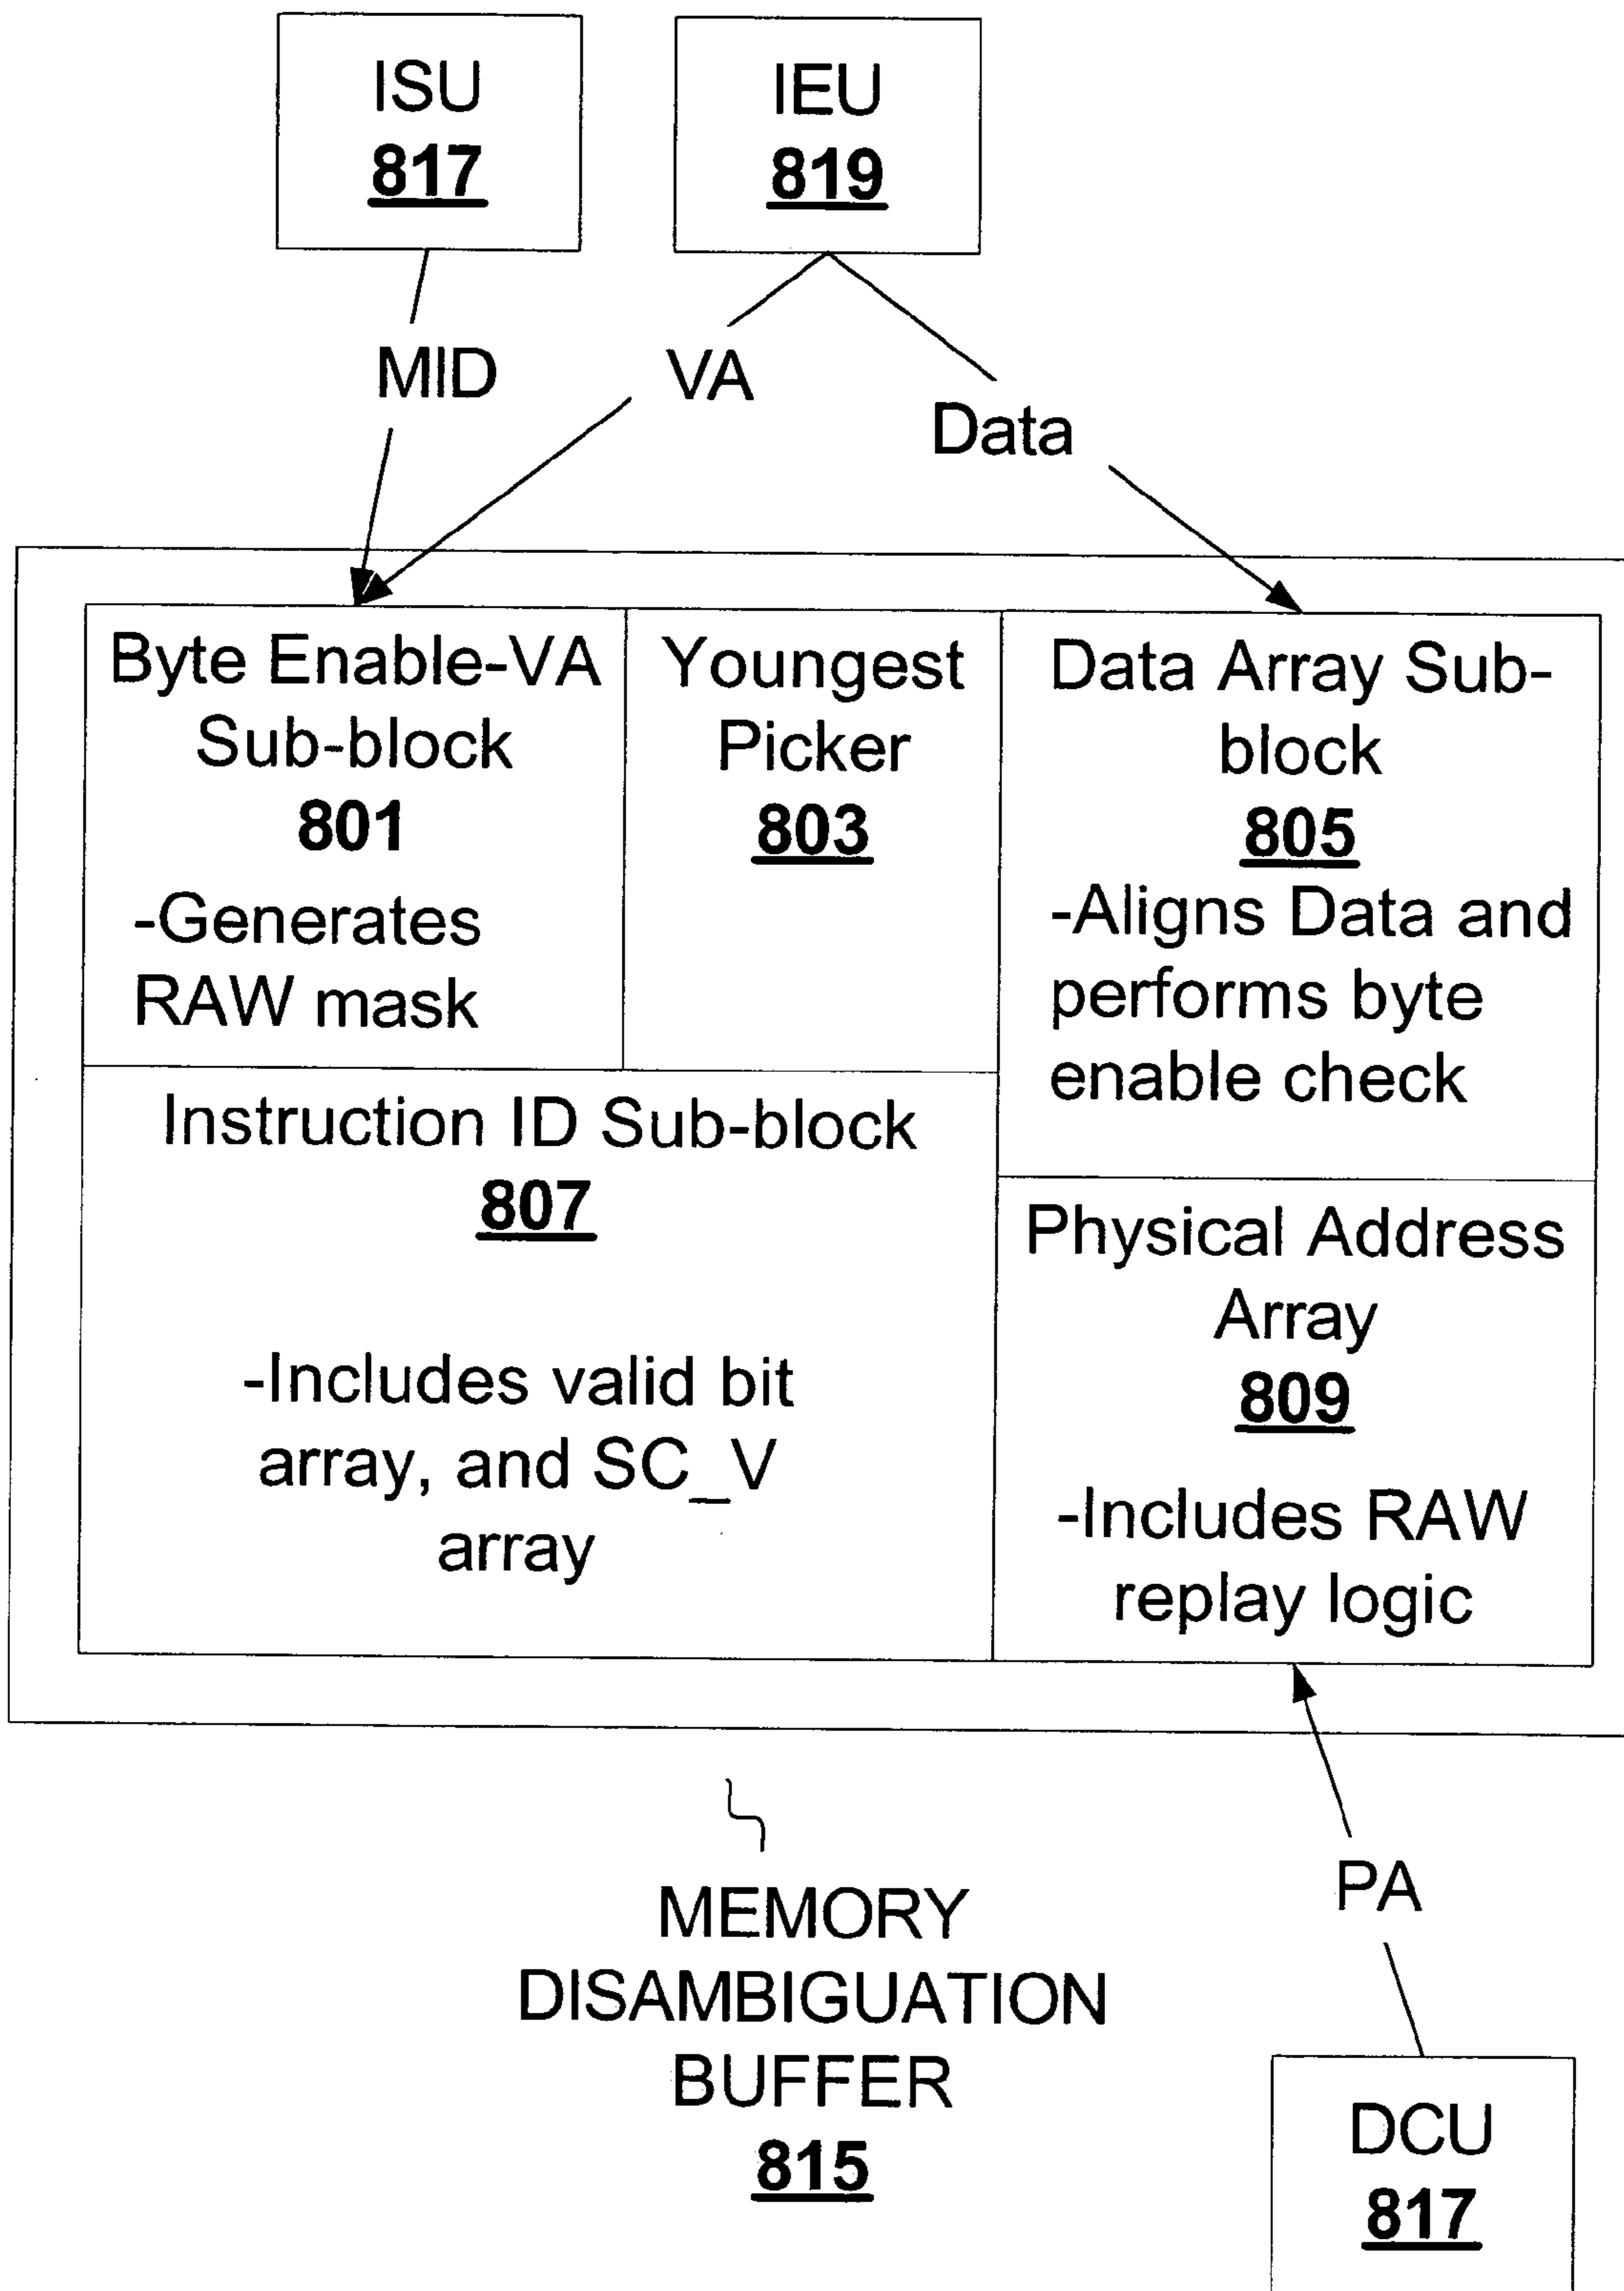 ISU
817
IEU
819
MID
VA
Data
Byte Enable-VA
Sub-block
801
-Generates
RAW mask
Youngest
Picker
803
Data Array Sub-
block
805
-Aligns Data and
performs byte
enable check
Instruction ID Sub-block
807
-Includes valid bit
array, and SC_V
array
Physical Address
Array
809
-Includes RAW
replay logic
MEMORY
DISAMBIGUATION
BUFFER
815
PA
DCU
817